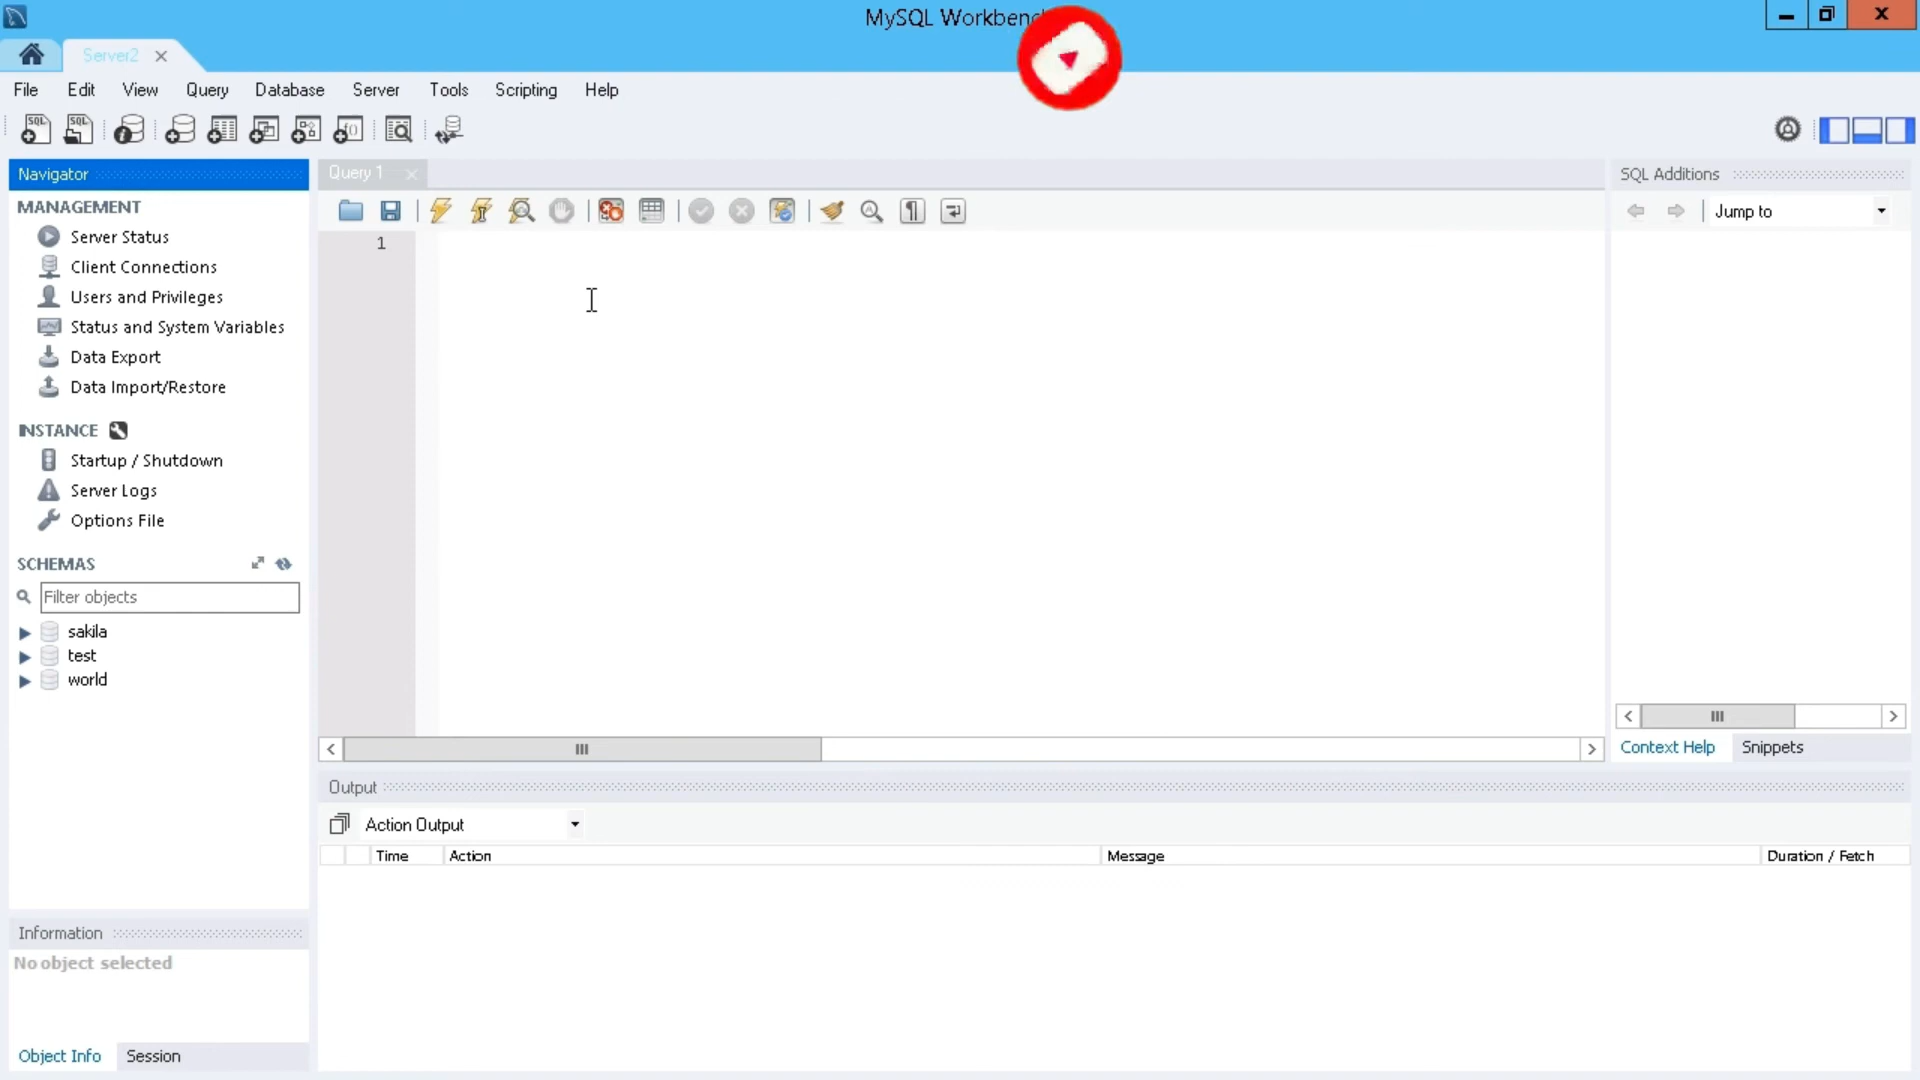 MySQL Workbenc
Server2
File Edit View Query Database Server Tools Scripting Help
Navigator
MANAGEMENT
Server Status
Client Connections
Users and Privileges
Status and System Variables
Data Export
Data Import/Restore
INSTANCE
Startup / Shutdown
Server Logs
Options File
SCHEMAS
Filter objects
sakila
test
world
Information
No object selected
Object Info Session
Query 1
1
SQL Additions
Jump to
Context Help Snippets
Output
Action Output
Time Action Message Duration / Fetch